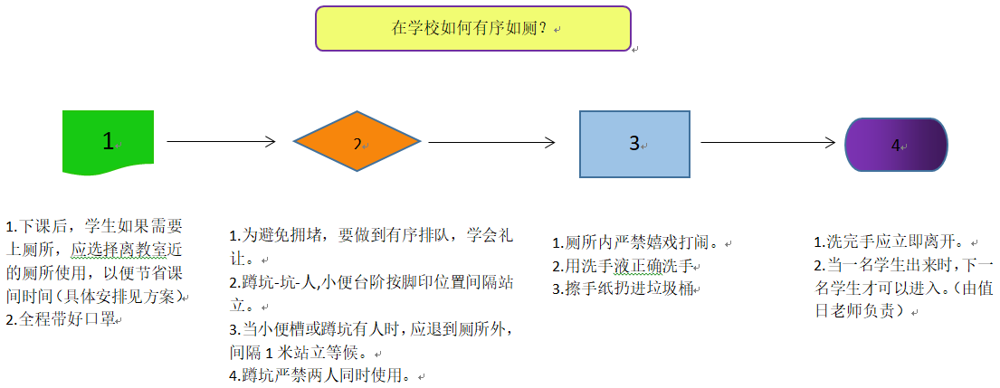 在学校如何有序如厕？
1
2
3
4
1.下课后，学生如果需要
上厕所，应选择离教室近
的厕所使用，以便节省课
间时间（具体安排见方案）
2.全程带好口罩
1.为避免拥堵，要做到有序排队，学会礼
让。
2.蹲坑-坑-人,小便台阶按脚印位置间隔站
立。
3.当小便槽或蹲坑有人时，应退到厕所外，
间隔 1 米站立等候。
4.蹲坑严禁两人同时使用。
1.厕所内严禁嬉戏打闹。
2.用洗手液正确洗手
3.擦手纸扔进垃圾桶
1.洗完手应立即离开。
2.当一名学生出来时，下一
名学生才可以进入。（由值
日老师负责）